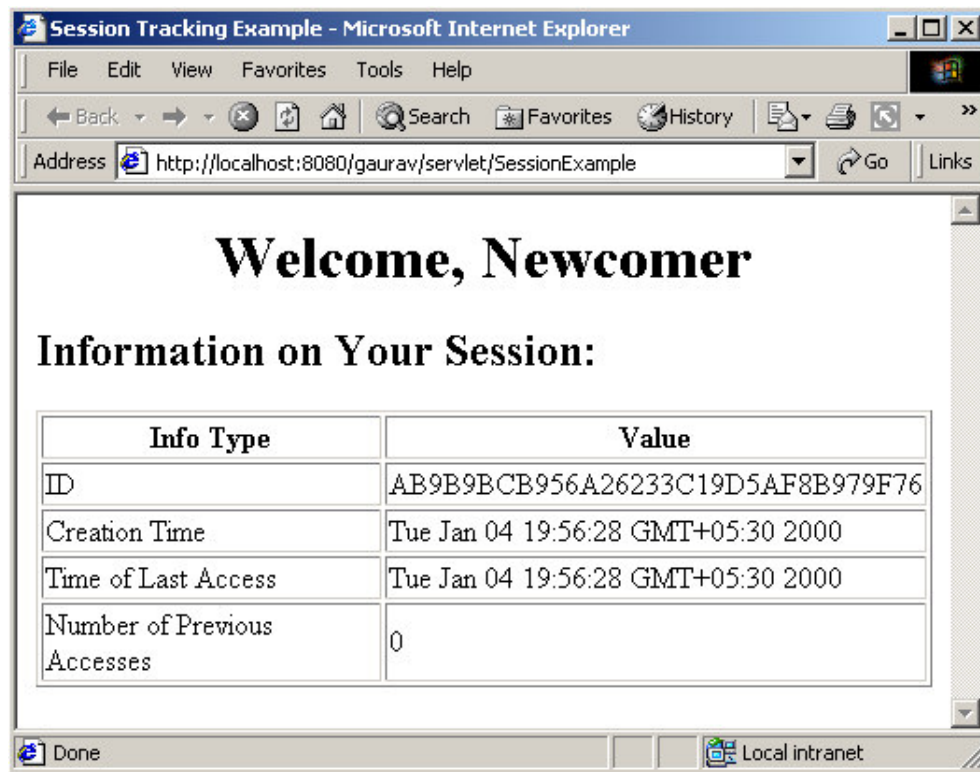 Session Tracking Example - Microsoft Internet Explorer
File Edit View Favorites Tools Help
Back Search Favorites History »
Address http://localhost:8080/gaurav/servlet/SessionExample Go Links
Welcome, Newcomer
Information on Your Session:
Info Type Value
ID AB9B9BCB956A26233C19D5AF8B979F76
Creation Time Tue Jan 04 19:56:28 GMT+05:30 2000
Time of Last Access Tue Jan 04 19:56:28 GMT+05:30 2000
Number of Previous
Accesses 0
Done Local intranet